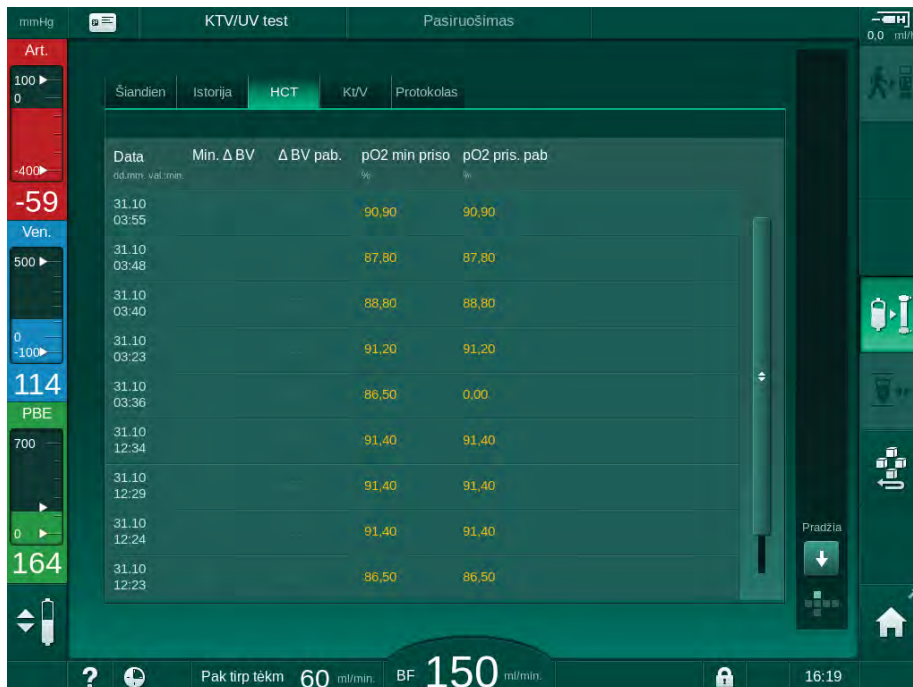 mmHg
KTV/UV test
Pasiruošimas
0,0 ml/h
Art.
100
0
-400
-59
Ven.
500
0
-100
114
PBE
700
0
164
Šiandien Istorija HCT Kt/V Protokolas
Data Min. Δ BV Δ BV pab. pO2 min priso pO2 pris. pab
dd.mm. val.:min. % %
31.10
03:55 90,90 90,90
31.10
03:48 87,80 87,80
31.10
03:40 88,80 88,80
31.10
03:23 91,20 91,20
31.10
03:36 86,50 0,00
31.10
12:34 91,40 91,40
31.10
12:29 91,40 91,40
31.10
12:24 91,40 91,40
31.10
12:23 86,50 86,50
Pradžia
? Pak tirp tėkm 60 ml/min. BF 150 ml/min. 16:19